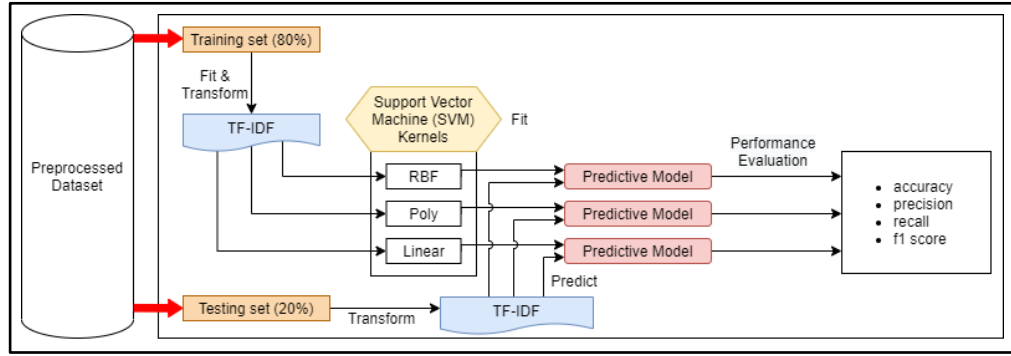 Preprocessed
Dataset
Training set (80%)
Fit &
Transform
TF-IDF
Support Vector
Machine (SVM)
Kernels
Fit
RBF
Poly
Linear
Predictive Model
Predictive Model
Predictive Model
Performance
Evaluation
• accuracy
• precision
• recall
• f1 score
Testing set (20%)
Transform
TF-IDF
Predict